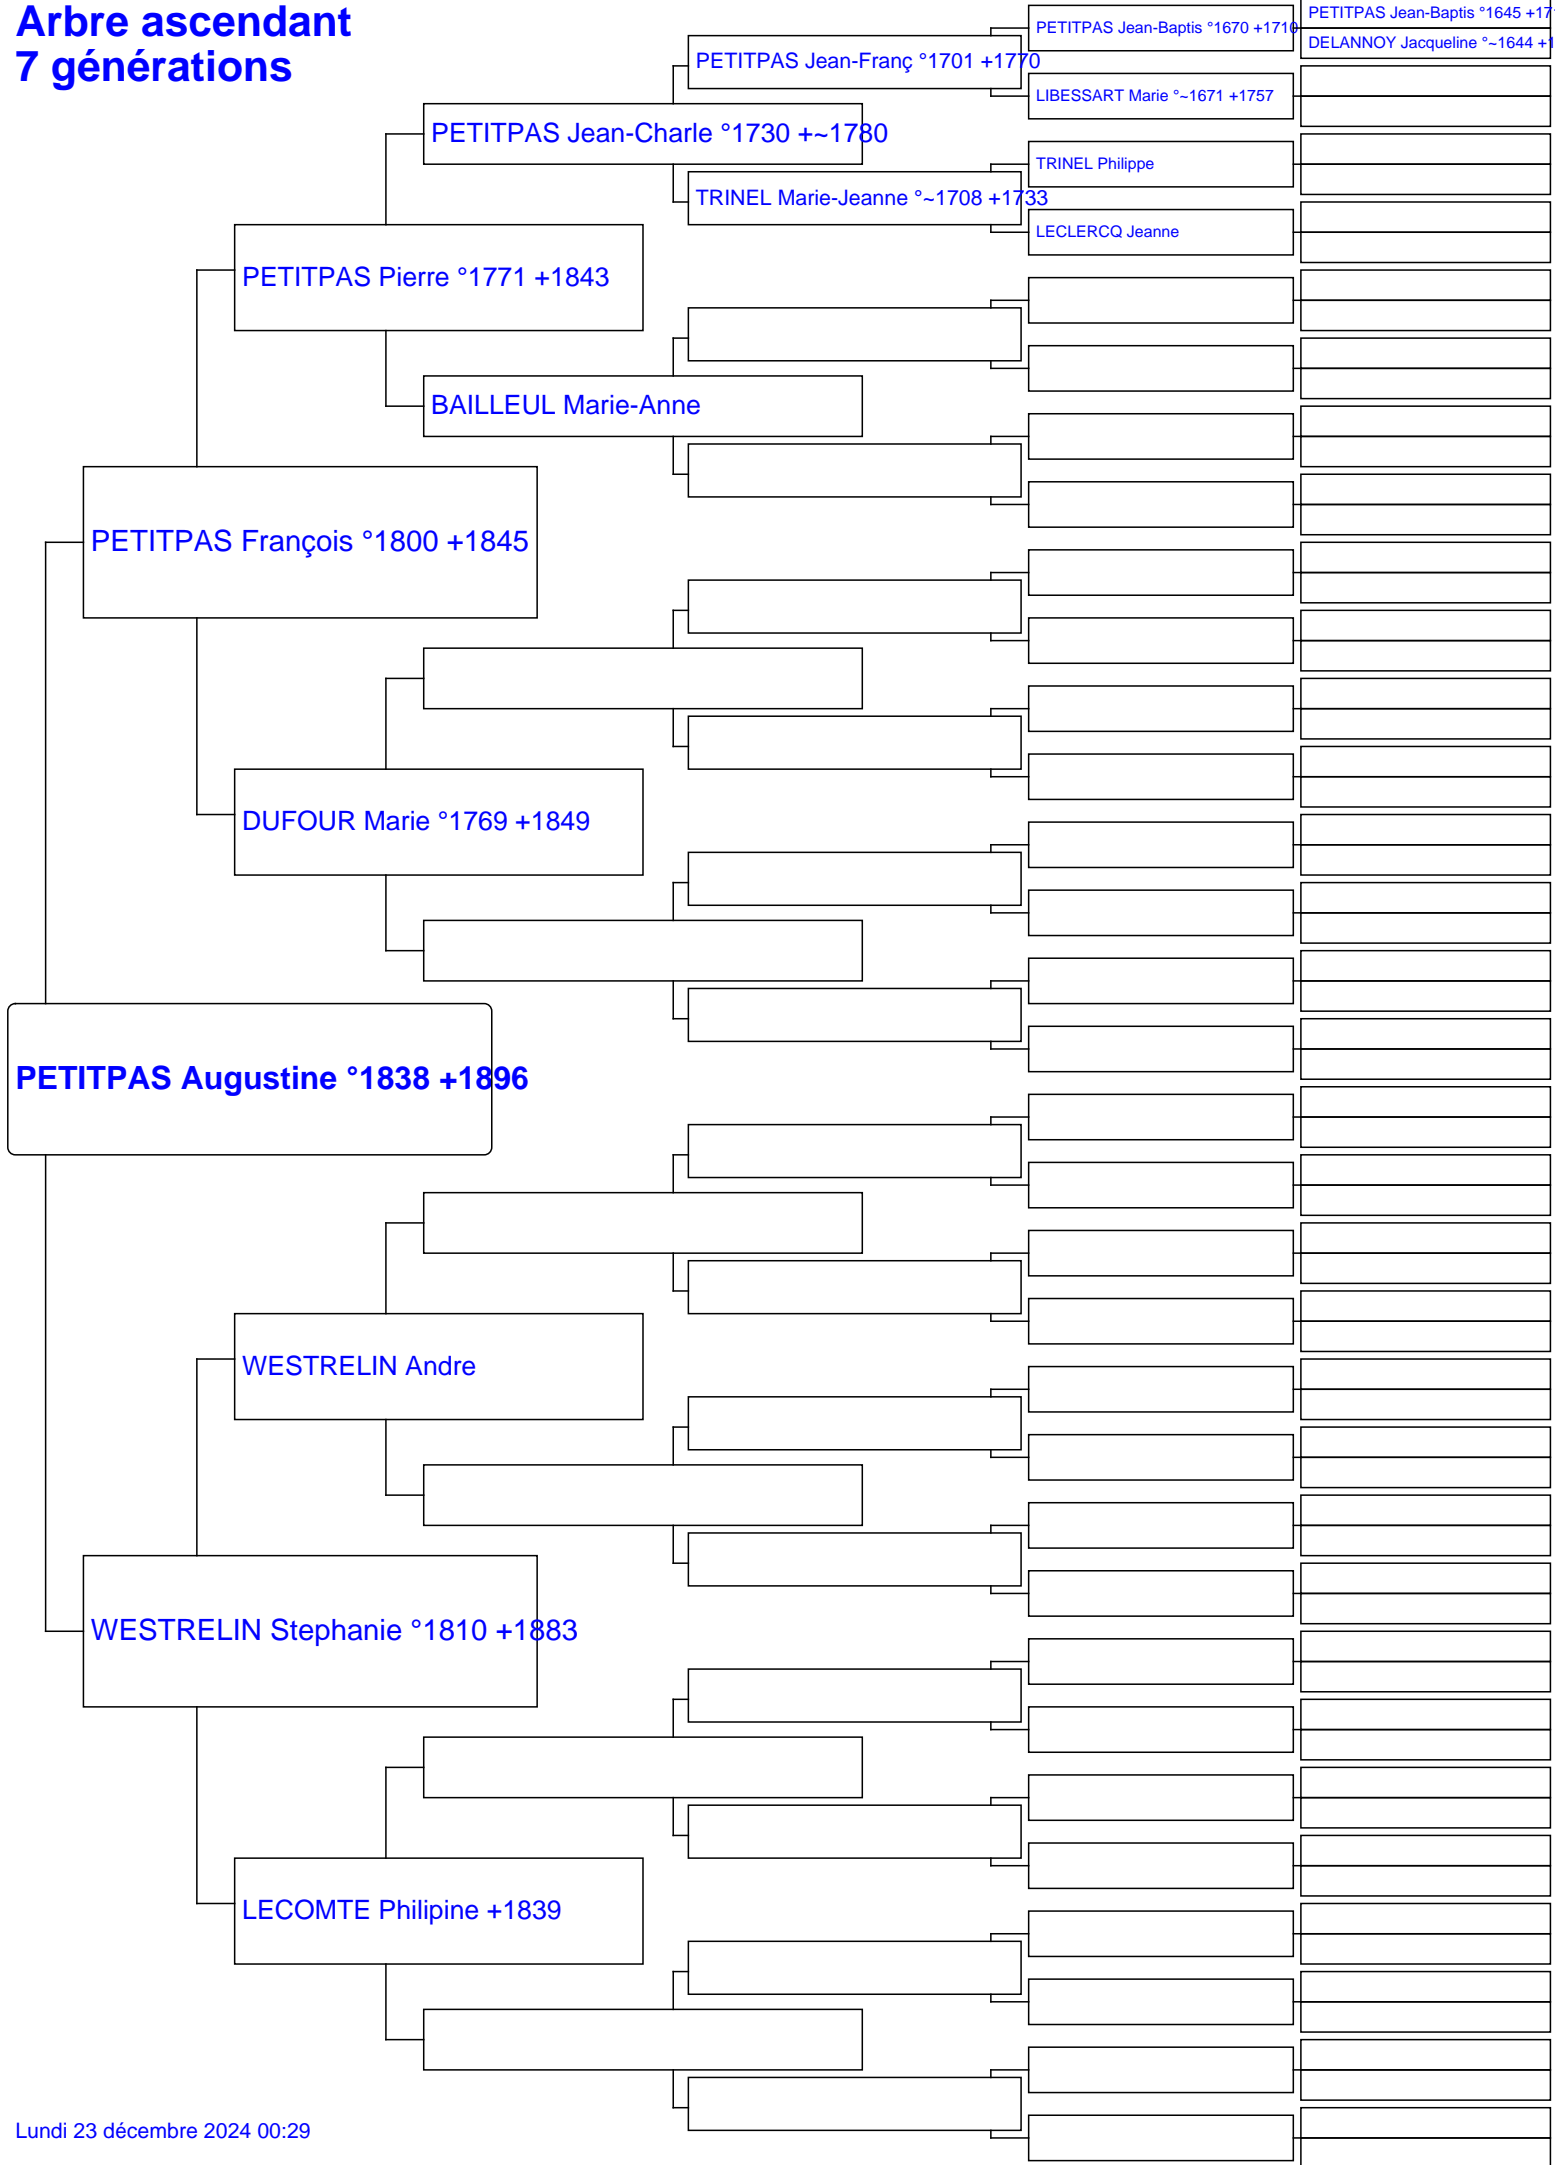 Arbre ascendant
7 générations
PETITPAS Jean-Baptis °1645 +17
DELANNOY Jacqueline °~1644 +1
PETITPAS Jean-Baptis °1670 +1710
PETITPAS Jean-Franç °1701 +1770
LIBESSART Marie °~1671 +1757
PETITPAS Jean-Charle °1730 +~1780
TRINEL Philippe
TRINEL Marie-Jeanne °~1708 +1733
LECLERCQ Jeanne
PETITPAS Pierre °1771 +1843
BAILLEUL Marie-Anne
PETITPAS François °1800 +1845
DUFOUR Marie °1769 +1849
PETITPAS Augustine °1838 +1896
WESTRELIN Andre
WESTRELIN Stephanie °1810 +1883
LECOMTE Philipine +1839
Lundi 23 décembre 2024 00:29